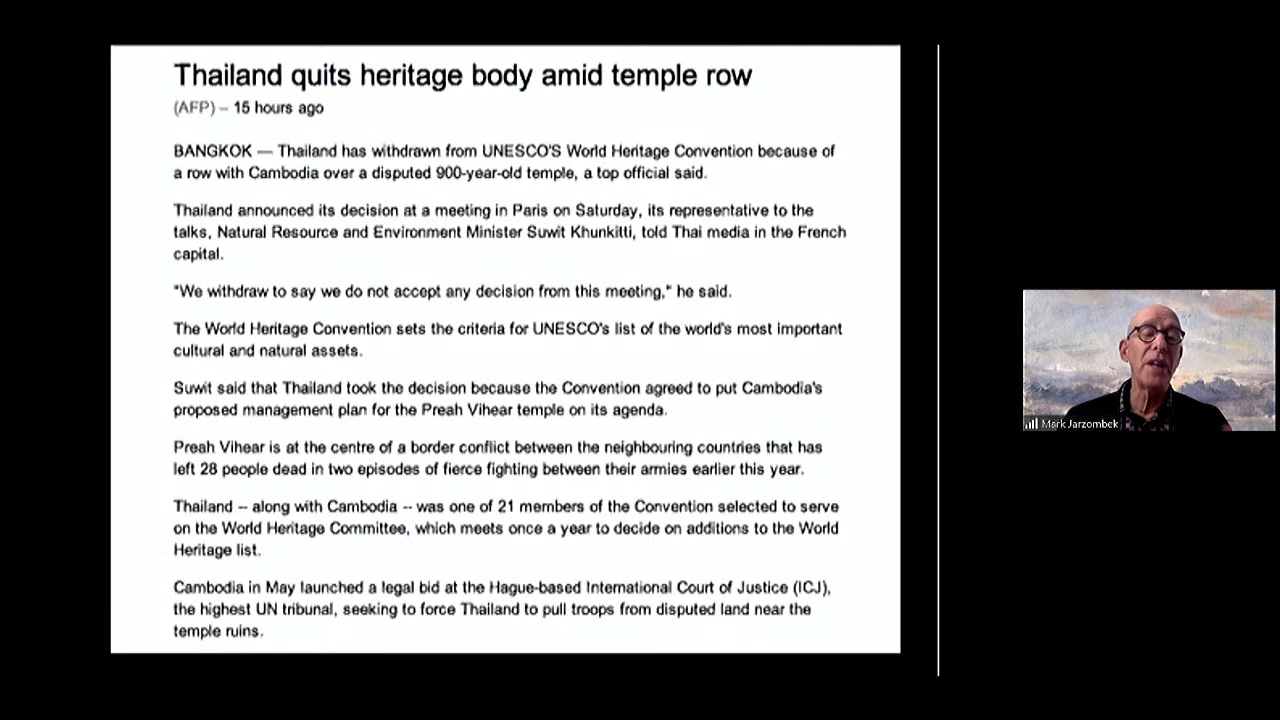 Thailand quits heritage body amid temple row
(AFP) – 15 hours ago
BANGKOK — Thailand has withdrawn from UNESCO'S World Heritage Convention because of
a row with Cambodia over a disputed 900-year-old temple, a top official said.
Thailand announced its decision at a meeting in Paris on Saturday, its representative to the
talks, Natural Resource and Environment Minister Suwit Khunkitti, told Thai media in the French
capital.
"We withdraw to say we do not accept any decision from this meeting," he said.
The World Heritage Convention sets the criteria for UNESCO's list of the world's most important
cultural and natural assets.
Suwit said that Thailand took the decision because the Convention agreed to put Cambodia's
proposed management plan for the Preah Vihear temple on its agenda.
Preah Vihear is at the centre of a border conflict between the neighbouring countries that has
left 28 people dead in two episodes of fierce fighting between their armies earlier this year.
Thailand -- along with Cambodia -- was one of 21 members of the Convention selected to serve
on the World Heritage Committee, which meets once a year to decide on additions to the World
Heritage list.
Cambodia in May launched a legal bid at the Hague-based International Court of Justice (ICJ),
the highest UN tribunal, seeking to force Thailand to pull troops from disputed land near the
temple ruins.
Mark Jarzombek